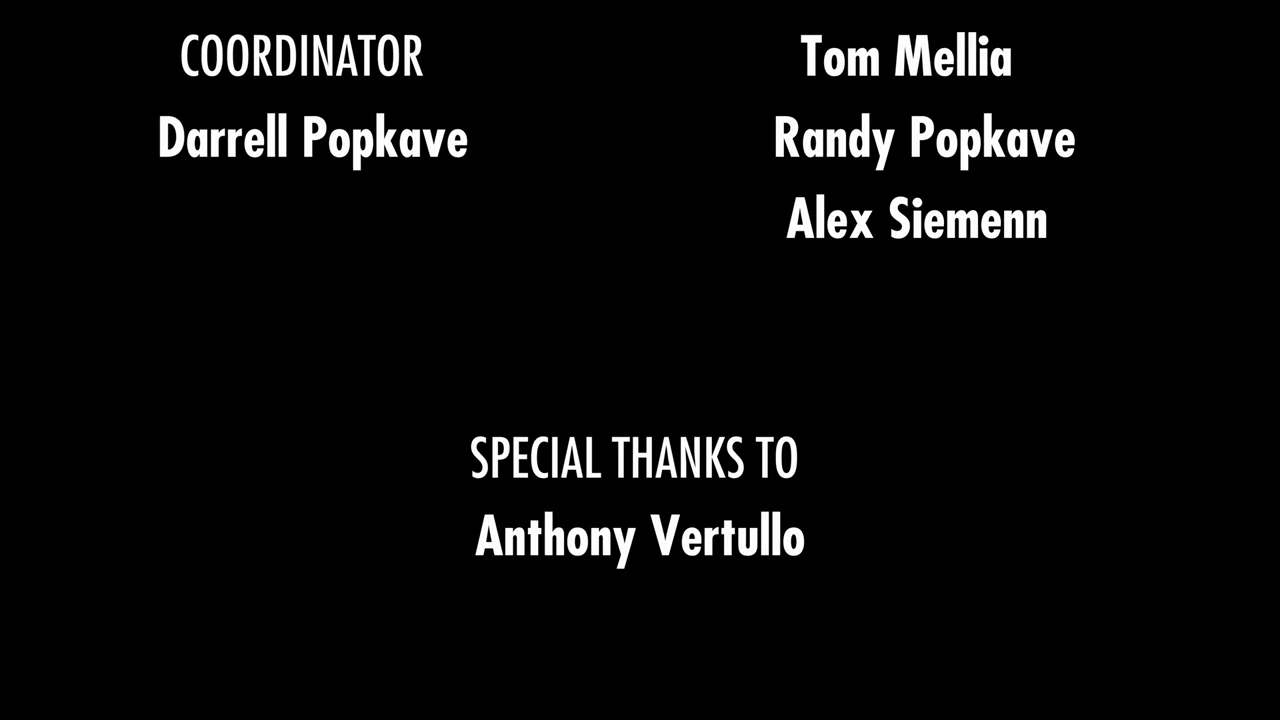 COORDINATOR
Darrell Popkave
Tom Mellia
Randy Popkave
Alex Siemenn
SPECIAL THANKS TO
Anthony Vertullo